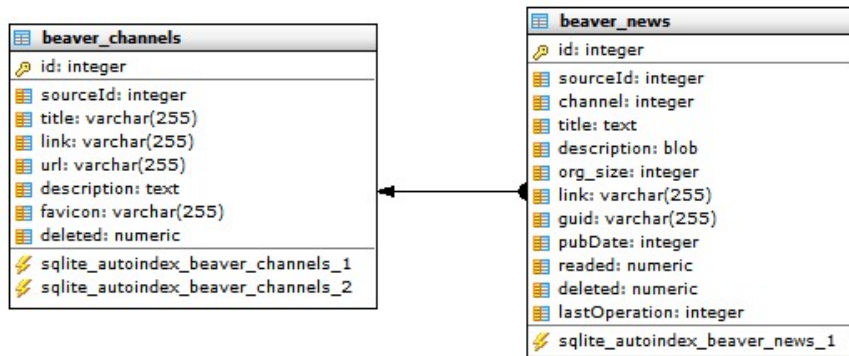 beaver_channels
id: integer
sourceId: integer
title: varchar(255)
link: varchar(255)
url: varchar(255)
description: text
favicon: varchar(255)
deleted: numeric
sqlite_autoindex_beaver_channels_1
sqlite_autoindex_beaver_channels_2
beaver_news
id: integer
sourceId: integer
channel: integer
title: text
description: blob
org_size: integer
link: varchar(255)
guid: varchar(255)
pubDate: integer
readed: numeric
deleted: numeric
lastOperation: integer
sqlite_autoindex_beaver_news_1